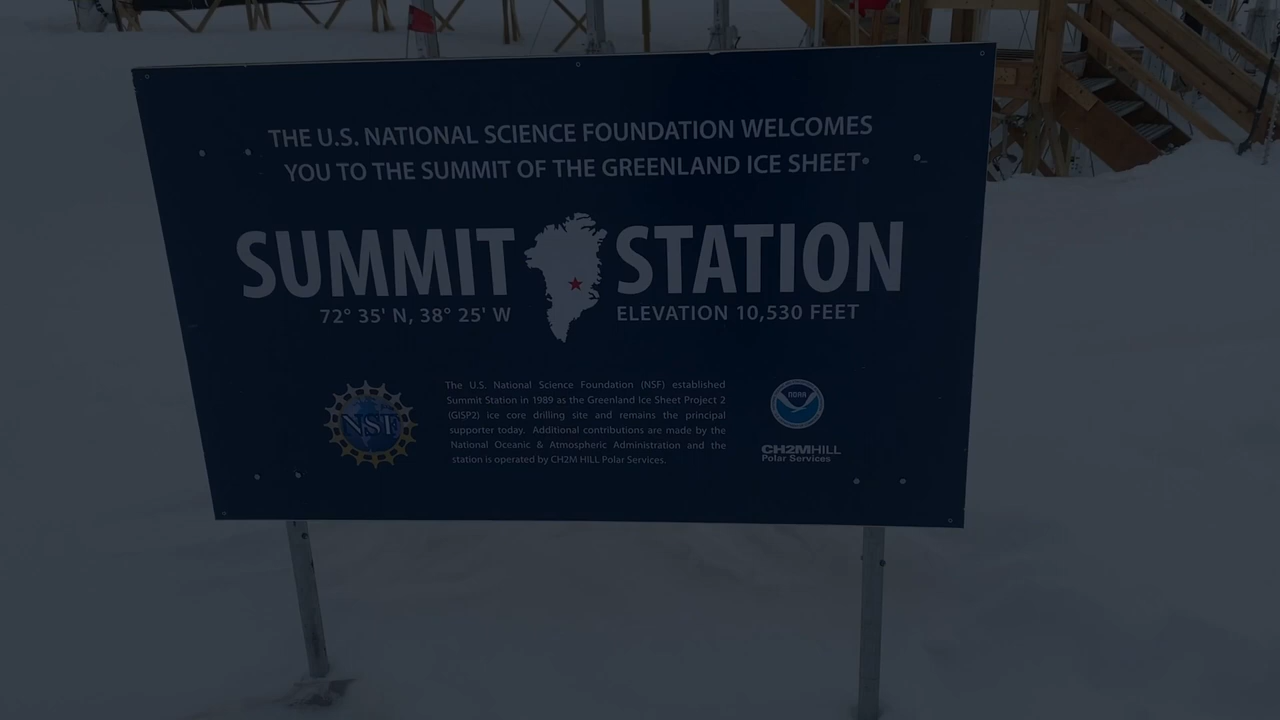 THE U.S. NATIONAL SCIENCE FOUNDATION WELCOMES
YOU TO THE SUMMIT OF THE GREENLAND ICE SHEET
SUMMIT STATION
72° 35' N, 38° 25' W ELEVATION 10,530 FEET
The U.S. National Science Foundation (NSF) established
Summit Station in 1989 as the Greenland Ice Sheet Project 2
(GISP2) ice core drilling site and remains the principal
supporter today. Additional contributions are made by the
National Oceanic & Atmospheric Administration and the
station is operated by CH2M HILL Polar Services.
NSF
NOAA
CH2MHILL
Polar Services